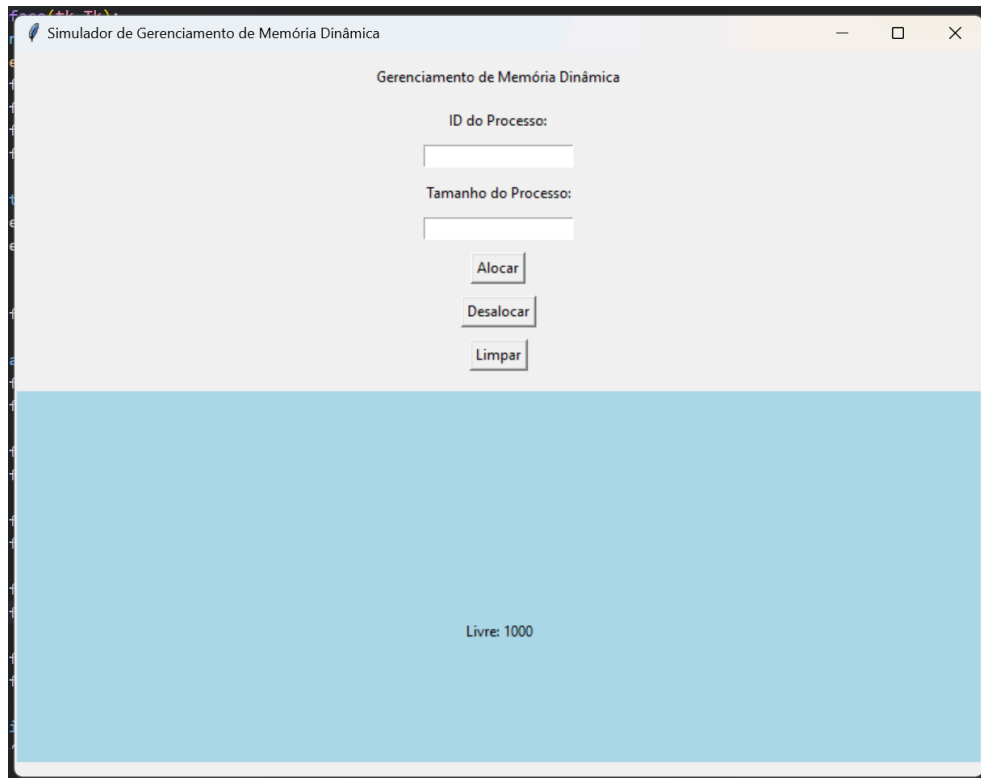 Simulador de Gerenciamento de Memória Dinâmica
Gerenciamento de Memória Dinâmica
ID do Processo:
Tamanho do Processo:
Alocar
Desalocar
Limpar
Livre: 1000